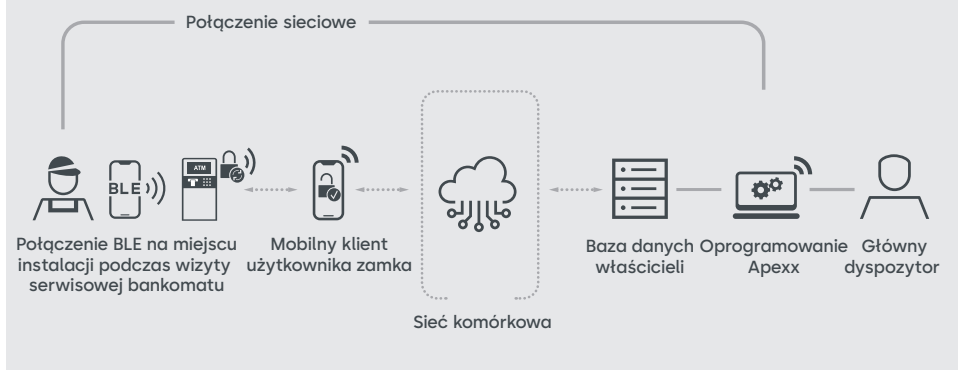 Połączenie sieciowe
BLE
ATM
Połączenie BLE na miejscu
instalacji podczas wizyty
serwisowej bankomatu
Mobilny klient
użytkownika zamka
Baza danych
właścicieli
Oprogramowanie
Apexx
Główny
dyspozytor
Sieć komórkowa